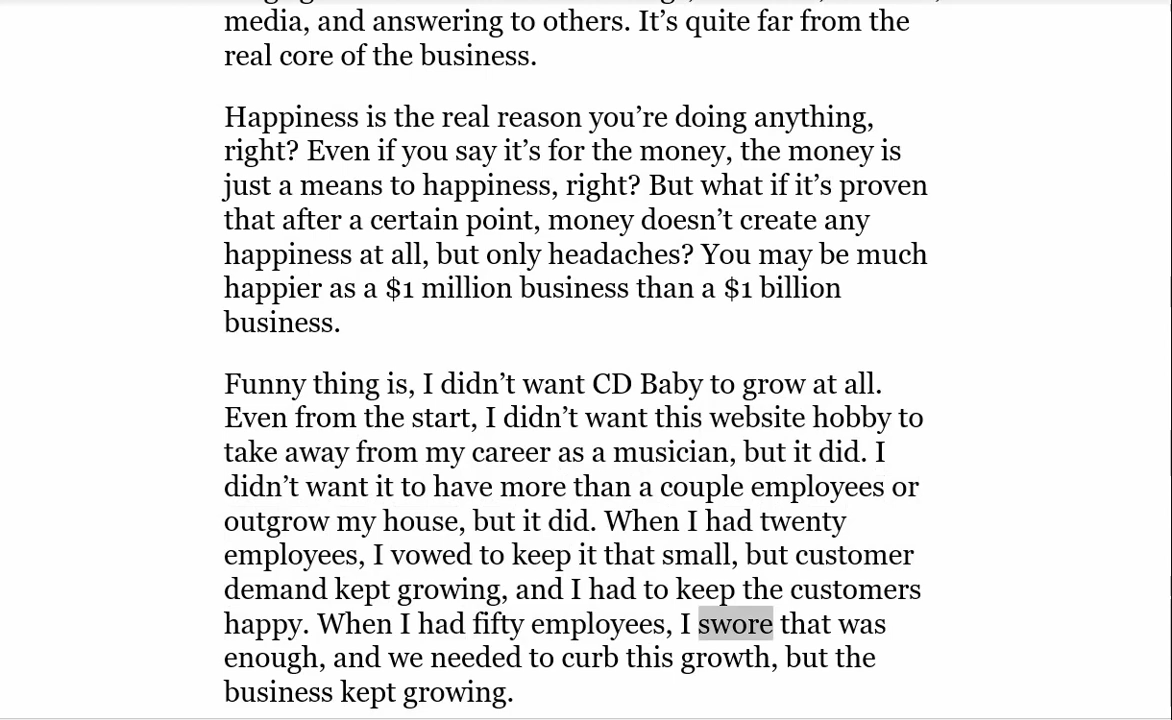 media, and answering to others. It’s quite far from the
real core of the business.
Happiness is the real reason you’re doing anything,
right? Even if you say it’s for the money, the money is
just a means to happiness, right? But what if it’s proven
that after a certain point, money doesn’t create any
happiness at all, but only headaches? You may be much
happier as a $1 million business than a $1 billion
business.
Funny thing is, I didn’t want CD Baby to grow at all.
Even from the start, I didn’t want this website hobby to
take away from my career as a musician, but it did. I
didn’t want it to have more than a couple employees or
outgrow my house, but it did. When I had twenty
employees, I vowed to keep it that small, but customer
demand kept growing, and I had to keep the customers
happy. When I had fifty employees, I swore that was
enough, and we needed to curb this growth, but the
business kept growing.